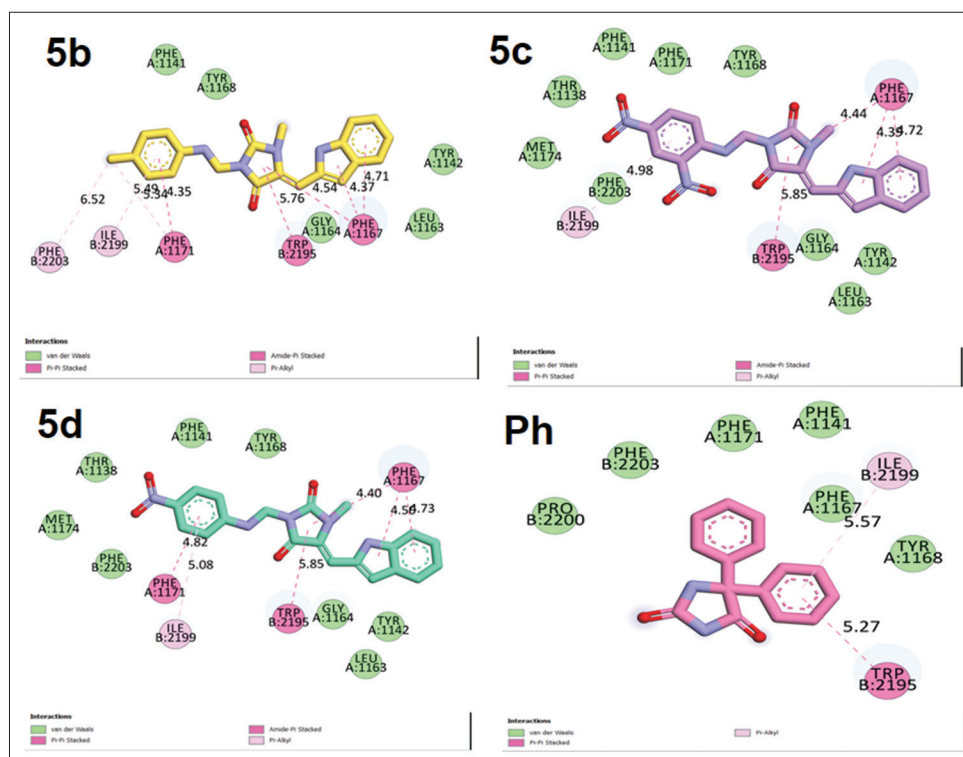 5b
PHE
A:1141
TYR
A:1168
TYR
A:1142
5.49
5.34
4.35
6.52
5.76
4.54
4.71
4.37
GLY
A:1164
PHE
A:1167
LEU
A:1163
PHE
B:2203
ILE
B:2199
PHE
A:1171
TRP
B:2195
Interactions
van der Waals
Pi-Pi Stacked
Amide-Pi Stacked
Pi-Alkyl
5c
PHE
A:1141
PHE
A:1171
TYR
A:1168
THR
A:1138
PHE
A:1167
4.44
4.39
4.72
MET
A:1174
PHE
B:2203
4.98
ILE
B:2199
5.85
TRP
B:2195
GLY
A:1164
TYR
A:1142
LEU
A:1163
Interactions
van der Waals
Pi-Pi Stacked
Amide-Pi Stacked
Pi-Alkyl
5d
PHE
A:1141
TYR
A:1168
THR
A:1138
PHE
A:1167
4.40
4.73
MET
A:1174
4.82
5.08
5.85
PHE
B:2203
PHE
A:1171
ILE
B:2199
TRP
B:2195
GLY
A:1164
TYR
A:1142
LEU
A:1163
Interactions
van der Waals
Pi-Pi Stacked
Amide-Pi Stacked
Pi-Alkyl
Ph
PHE
A:1171
PHE
A:1141
PHE
B:2203
ILE
B:2199
PRO
B:2200
PHE
A:1167
5.57
TYR
A:1168
5.27
TRP
B:2195
Interactions
van der Waals
Pi-Pi Stacked
Pi-Alkyl